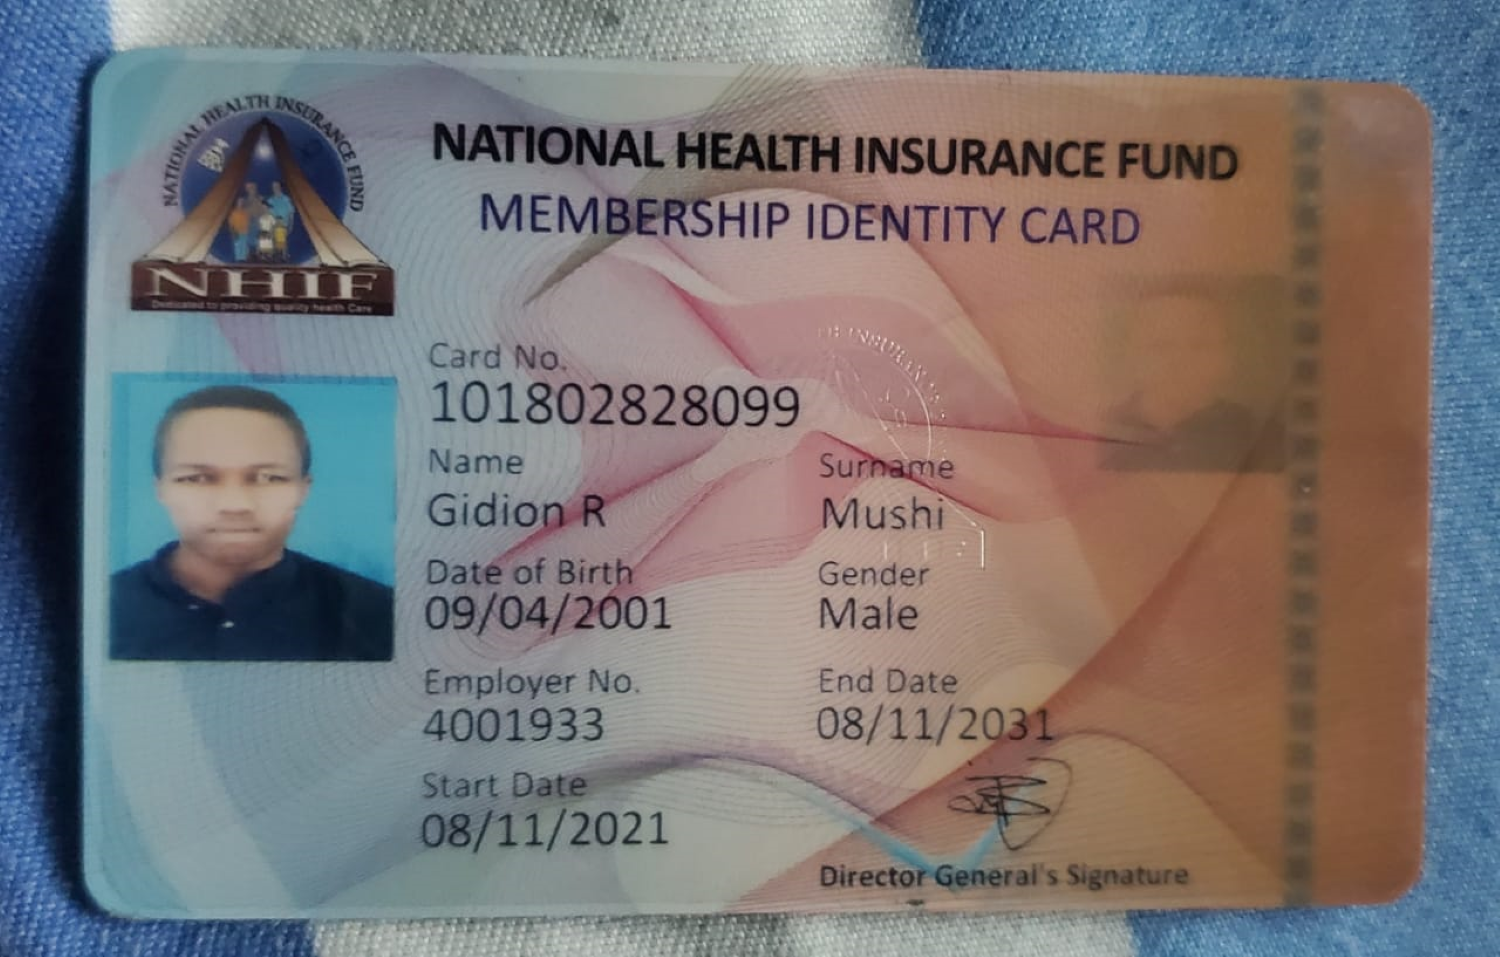 NATIONAL HEALTH INSURANCE FUND
NHIF
Dedicated to providing quality health Care
NATIONAL HEALTH INSURANCE FUND
MEMBERSHIP IDENTITY CARD
Card No.
101802828099
Name
Gidion R
Surname
Mushi
Date of Birth
09/04/2001
Gender
Male
Employer No.
4001933
End Date
08/11/2031
Start Date
08/11/2021
Director General's Signature